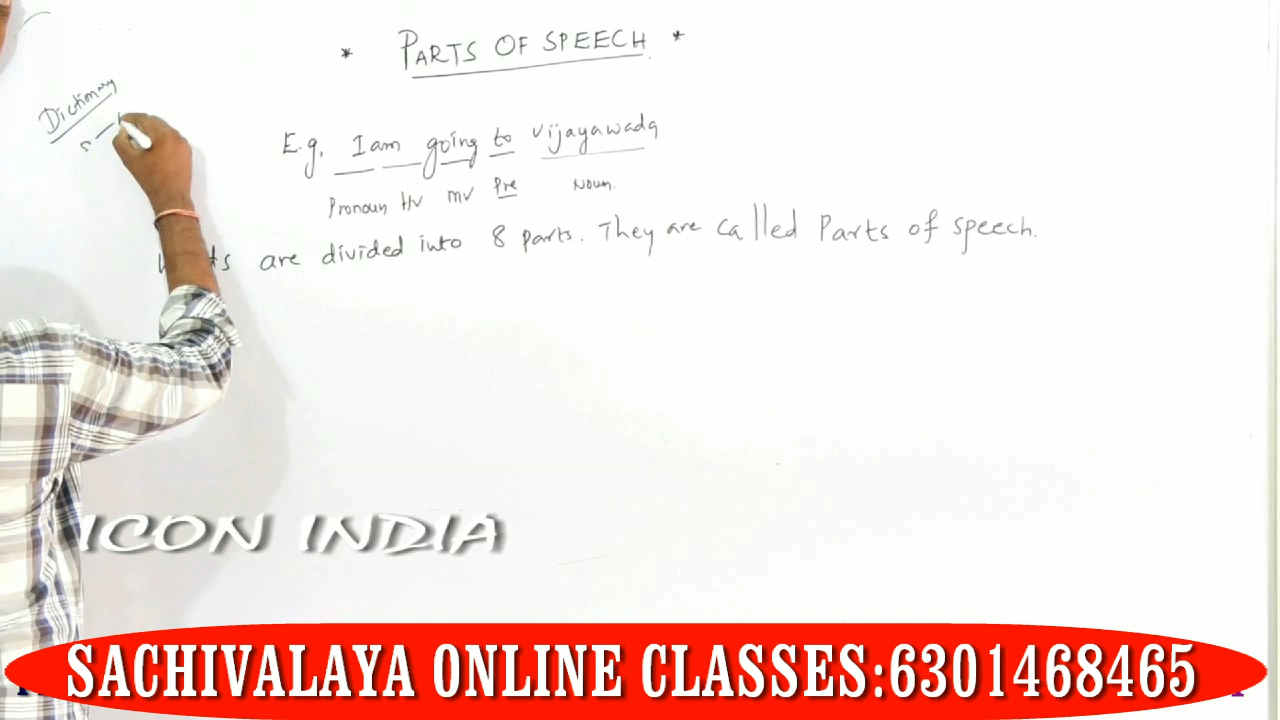 * PARTS OF SPEECH *
Dictionary
E.g. I am going to Vijayawada
Pronoun HV MV Pre Noun.
are divided into 8 parts. They are called Parts of speech.
ICON INDIA
SACHIVALAYA ONLINE CLASSES:6301468465